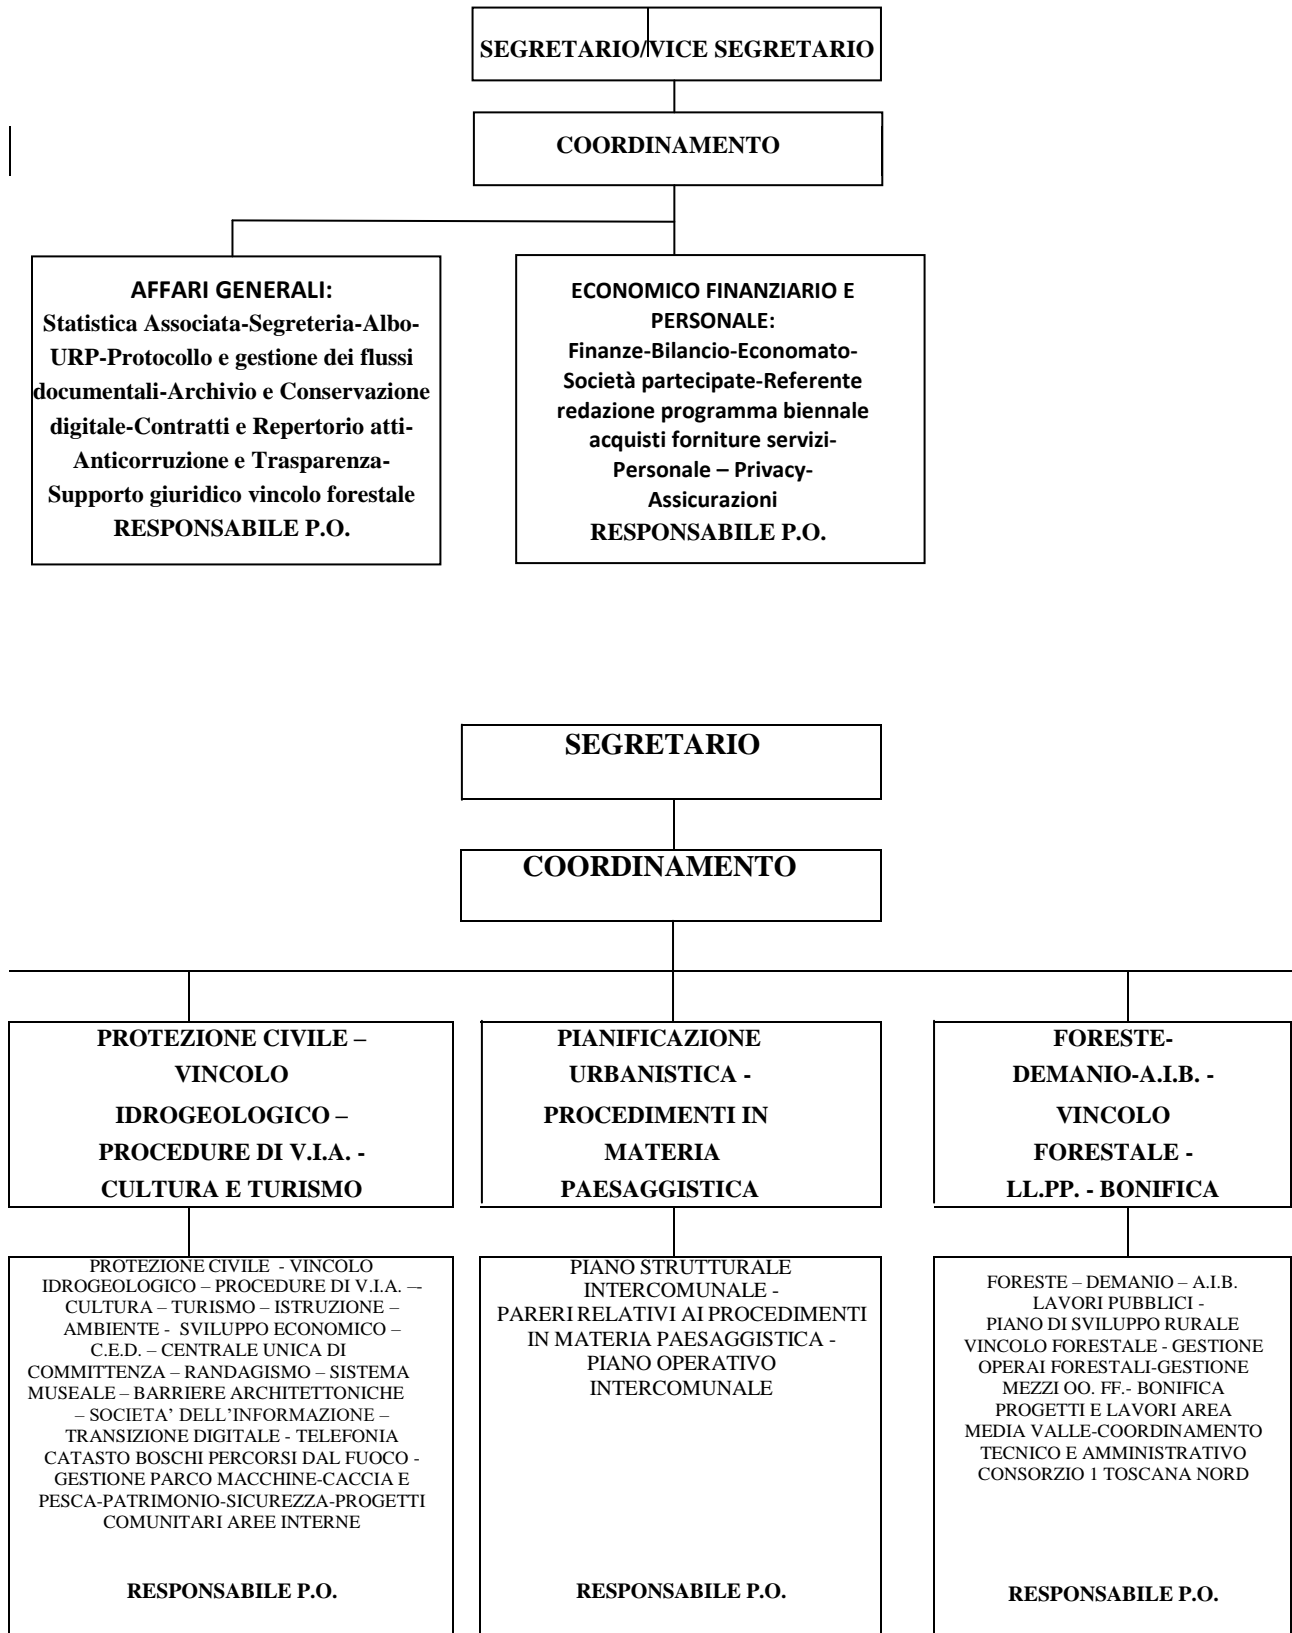 SEGRETARIO/VICE SEGRETARIO
COORDINAMENTO
AFFARI GENERALI:
Statistica Associata-Segreteria-Albo-
URP-Protocollo e gestione dei flussi
documentali-Archivio e Conservazione
digitale-Contratti e Repertorio atti-
Anticorruzione e Trasparenza-
Supporto giuridico vincolo forestale
RESPONSABILE P.O.
ECONOMICO FINANZIARIO E
PERSONALE:
Finanze-Bilancio-Economato-
Società partecipate-Referente
redazione programma biennale
acquisti forniture servizi-
Personale – Privacy-
Assicurazioni
RESPONSABILE P.O.
SEGRETARIO
COORDINAMENTO
PROTEZIONE CIVILE –
VINCOLO
IDROGEOLOGICO –
PROCEDURE DI V.I.A. -
CULTURA E TURISMO
PIANIFICAZIONE
URBANISTICA -
PROCEDIMENTI IN
MATERIA
PAESAGGISTICA
FORESTE-
DEMANIO-A.I.B. -
VINCOLO
FORESTALE -
LL.PP. - BONIFICA
PROTEZIONE CIVILE - VINCOLO
IDROGEOLOGICO – PROCEDURE DI V.I.A. –-
CULTURA – TURISMO – ISTRUZIONE –
AMBIENTE - SVILUPPO ECONOMICO –
C.E.D. – CENTRALE UNICA DI
COMMITTENZA – RANDAGISMO – SISTEMA
MUSEALE – BARRIERE ARCHITETTONICHE
– SOCIETA' DELL'INFORMAZIONE –
TRANSIZIONE DIGITALE - TELEFONIA
CATASTO BOSCHI PERCORSI DAL FUOCO -
GESTIONE PARCO MACCHINE-CACCIA E
PESCA-PATRIMONIO-SICUREZZA-PROGETTI
COMUNITARI AREE INTERNE
RESPONSABILE P.O.
PIANO STRUTTURALE
INTERCOMUNALE -
PARERI RELATIVI AI PROCEDIMENTI
IN MATERIA PAESAGGISTICA -
PIANO OPERATIVO
INTERCOMUNALE
RESPONSABILE P.O.
FORESTE – DEMANIO – A.I.B.
LAVORI PUBBLICI -
PIANO DI SVILUPPO RURALE
VINCOLO FORESTALE - GESTIONE
OPERAI FORESTALI-GESTIONE
MEZZI OO. FF.- BONIFICA
PROGETTI E LAVORI AREA
MEDIA VALLE-COORDINAMENTO
TECNICO E AMMINISTRATIVO
CONSORZIO 1 TOSCANA NORD
RESPONSABILE P.O.